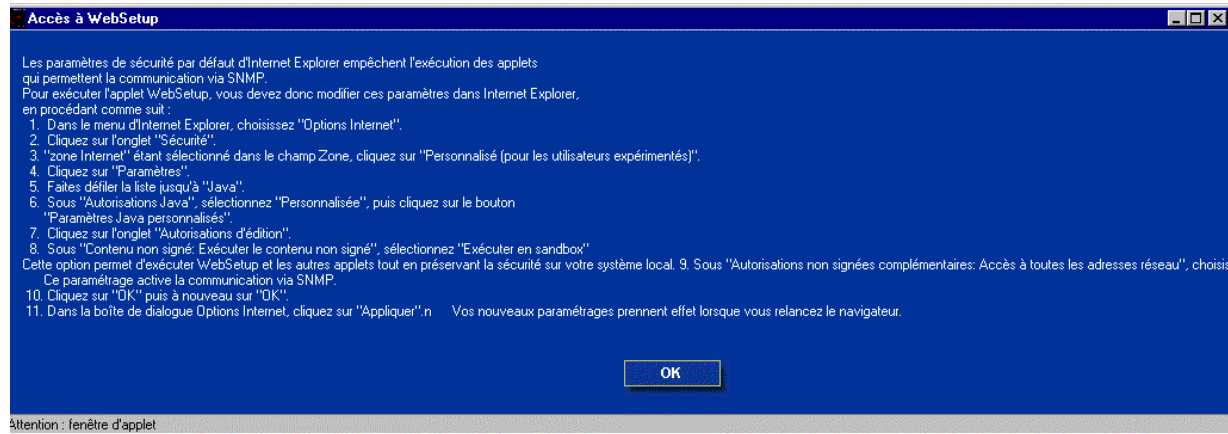 Accès à WebSetup
Les paramètres de sécurité par défaut d'Internet Explorer empêchent l'exécution des applets
qui permettent la communication via SNMP.
Pour exécuter l'applet WebSetup, vous devez donc modifier ces paramètres dans Internet Explorer,
en procédant comme suit :
1. Dans le menu d'Internet Explorer, choisissez "Options Internet".
2. Cliquez sur l'onglet "Sécurité".
3. "zone Internet" étant sélectionné dans le champ Zone, cliquez sur "Personnalisé (pour les utilisateurs expérimentés)".
4. Cliquez sur "Paramètres".
5. Faites défiler la liste jusqu'à "Java".
6. Sous "Autorisations Java", sélectionnez "Personnalisée", puis cliquez sur le bouton
"Paramètres Java personnalisés".
7. Cliquez sur l'onglet "Autorisations d'édition".
8. Sous "Contenu non signé: Exécuter le contenu non signé", sélectionnez "Exécuter en sandbox"
Cette option permet d'exécuter WebSetup et les autres applets tout en préservant la sécurité sur votre système local. 9. Sous "Autorisations non signées complémentaires: Accès à toutes les adresses réseau", choisis
Ce paramétrage active la communication via SNMP.
10. Cliquez sur "OK" puis à nouveau sur "OK".
11. Dans la boîte de dialogue Options Internet, cliquez sur "Appliquer".n Vos nouveaux paramétrages prennent effet lorsque vous relancez le navigateur.
OK
Attention : fenêtre d'applet